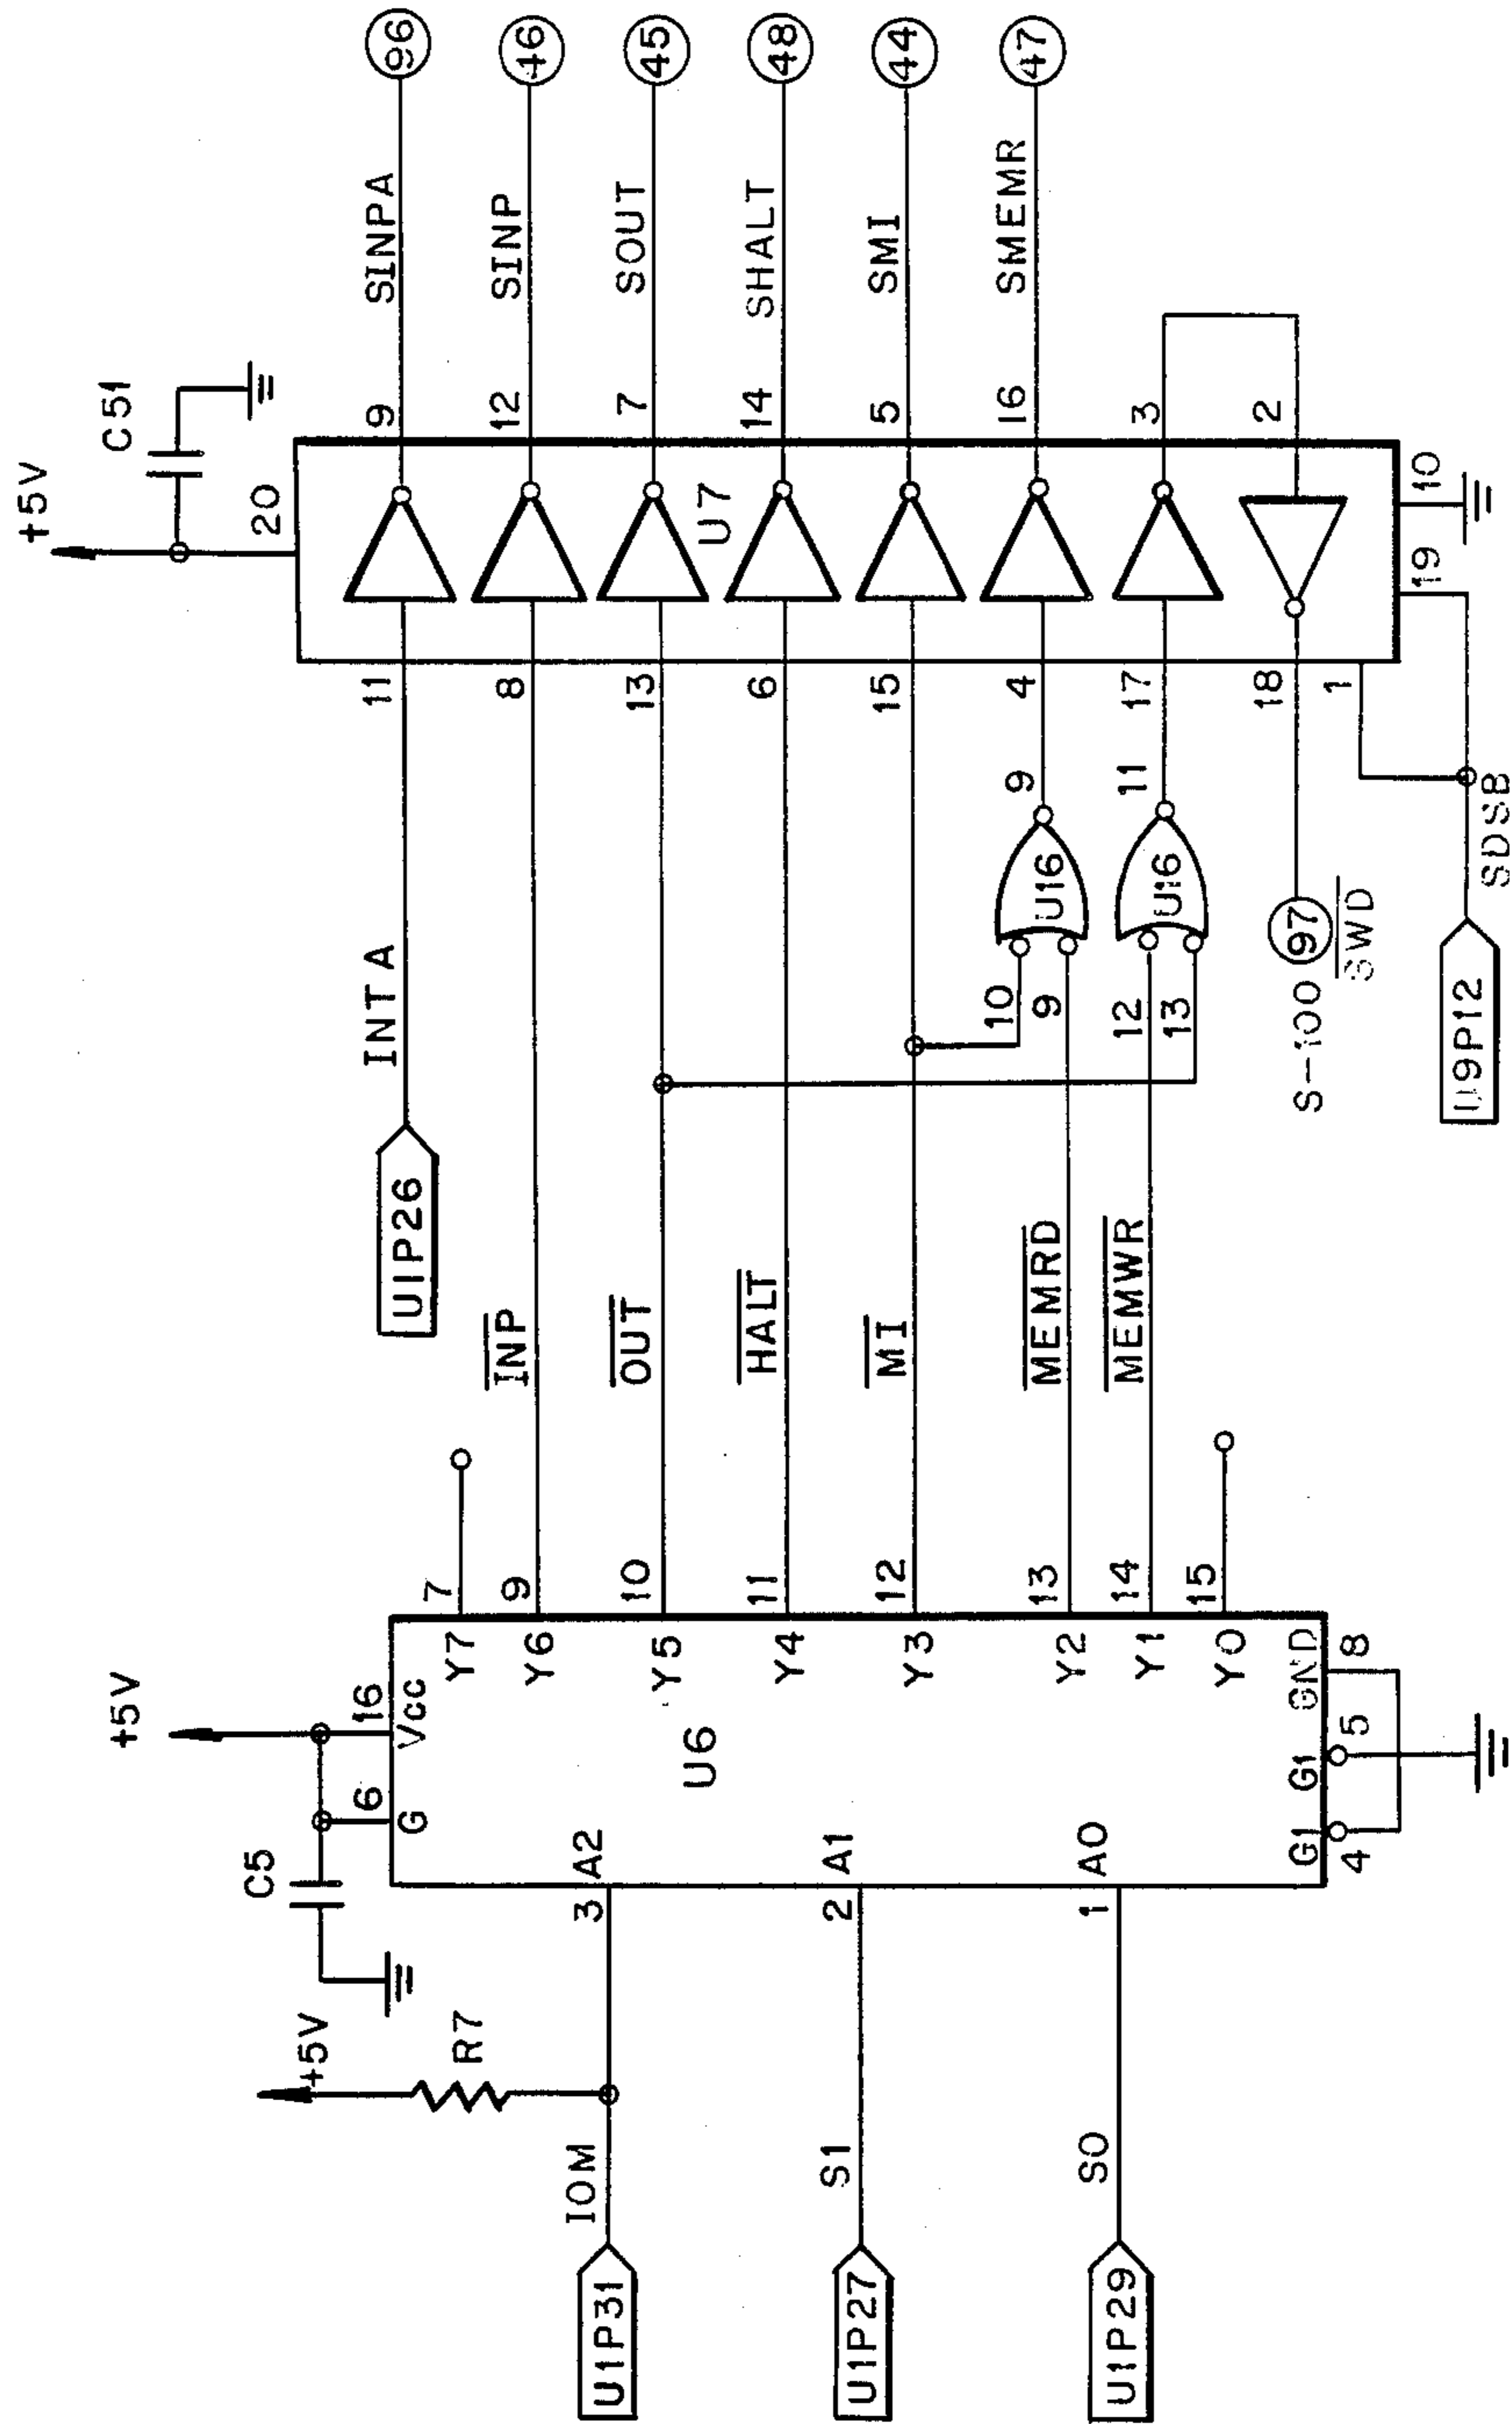 +5V
C51
20
11
9
SINPA
96
8
12
SINP
46
13
7
SOUT
45
U7
6
14
SHALT
48
15
5
SMI
44
4
16
SMEMR
47
17
3
18
2
1
19
10
U1P26
INTA
INP
OUT
HALT
MI
MEMRD
MEMWR
10
9
U16
9
12
13
U16
11
S-100
97
SWD
U9P12
SDSB
+5V
C5
6
16
G
Vcc
+5V
R7
U1P31
IOM
3
A2
U1P27
S1
2
A1
U1P29
S0
1
A0
U6
Y7
7
Y6
9
Y5
10
Y4
11
Y3
12
Y2
13
Y1
14
Y0
15
G1
G1
GND
4
5
8